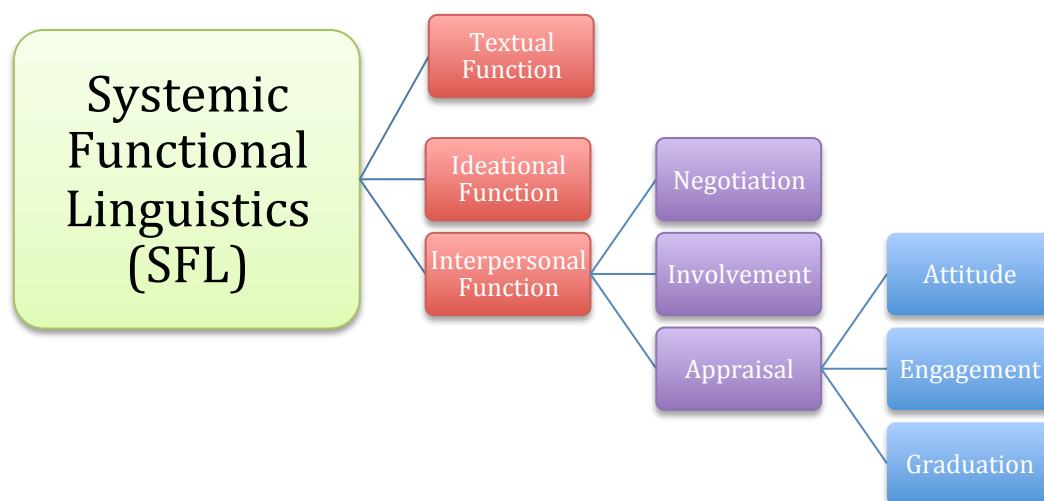 Systemic
Functional
Linguistics
(SFL)
Textual
Function
Ideational
Function
Interpersonal
Function
Negotiation
Involvement
Appraisal
Attitude
Engagement
Graduation